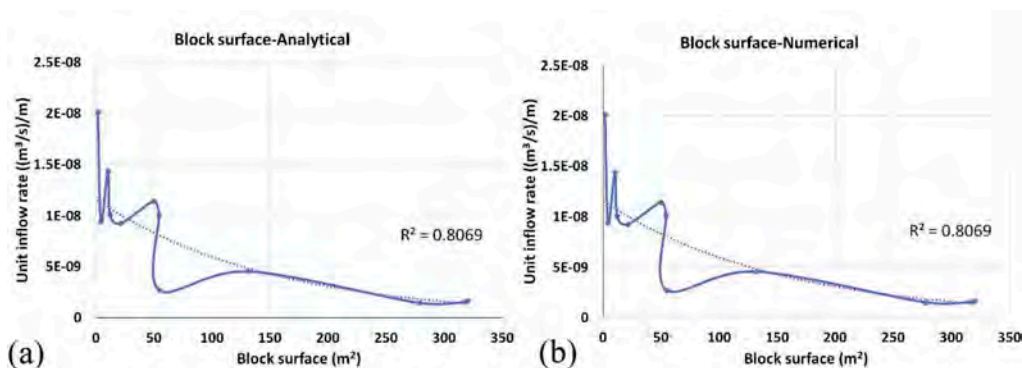 Block surface-Analytical
Unit inflow rate ((m³/s)/m)
2.5E-08
2E-08
1.5E-08
1E-08
5E-09
0
R² = 0.8069
0 50 100 150 200 250 300 350
Block surface (m²)
(a)
Block surface-Numerical
Unit inflow rate ((m³/s)/m)
2.5E-08
2E-08
1.5E-08
1E-08
5E-09
0
R² = 0.8069
0 50 100 150 200 250 300 350
Block surface (m²)
(b)